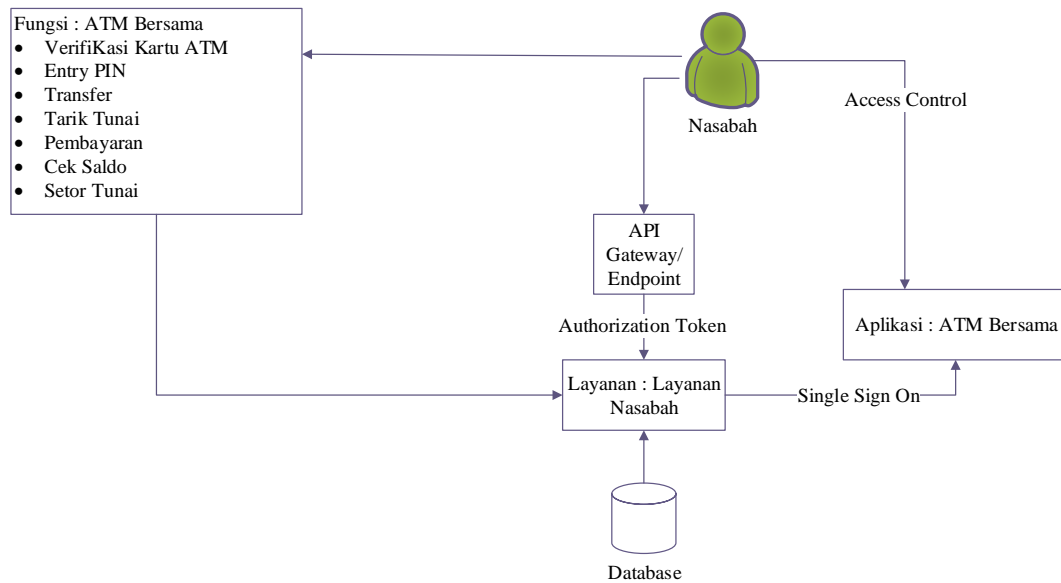 Fungsi : ATM Bersama
• VerifiKasi Kartu ATM
• Entry PIN
• Transfer
• Tarik Tunai
• Pembayaran
• Cek Saldo
• Setor Tunai
Nasabah
Access Control
API
Gateway/
Endpoint
Authorization Token
Aplikasi : ATM Bersama
Layanan : Layanan
Nasabah
Single Sign On
Database